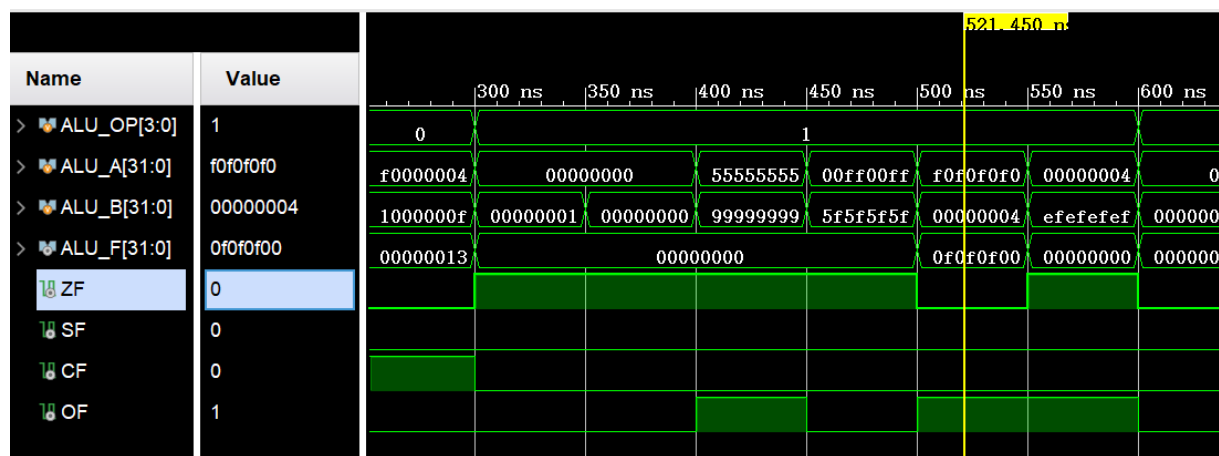 521.450 ns
Name Value
300 ns 350 ns 400 ns 450 ns 500 ns 550 ns 600 ns
ALU_OP[3:0] 1 0 1
ALU_A[31:0] f0f0f0f0 f0000004 00000000 55555555 00ff00ff f0f0f0f0 00000004 0
ALU_B[31:0] 00000004 1000000f 00000001 00000000 99999999 5f5f5f5f 00000004 efefefef 000000
ALU_F[31:0] 0f0f0f00 00000013 00000000 0f0f0f00 00000000 000000
ZF 0
SF 0
CF 0
OF 1